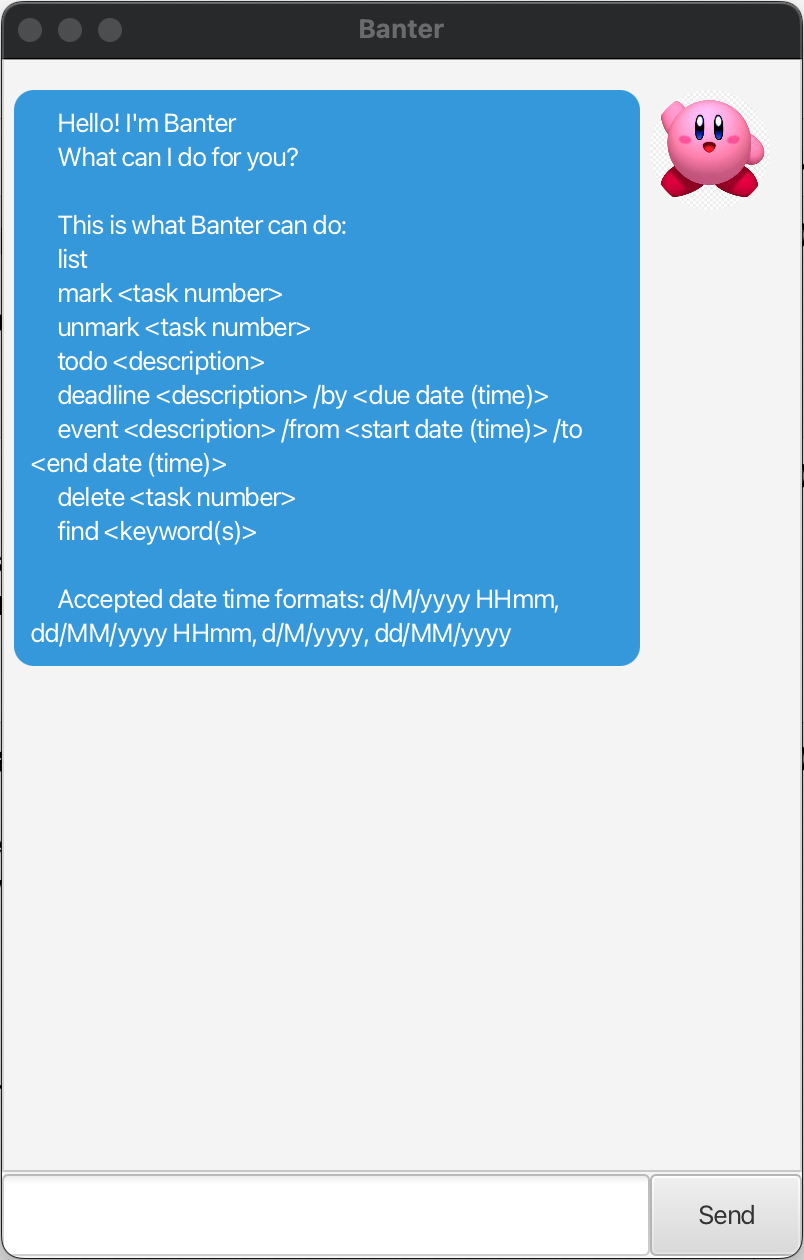 Banter
Hello! I'm Banter
What can I do for you?
This is what Banter can do:
list
mark <task number>
unmark <task number>
todo <description>
deadline <description> /by <due date (time)>
event <description> /from <start date (time)> /to
<end date (time)>
delete <task number>
find <keyword(s)>
Accepted date time formats: d/M/yyyy HHmm,
dd/MM/yyyy HHmm, d/M/yyyy, dd/MM/yyyy
Send